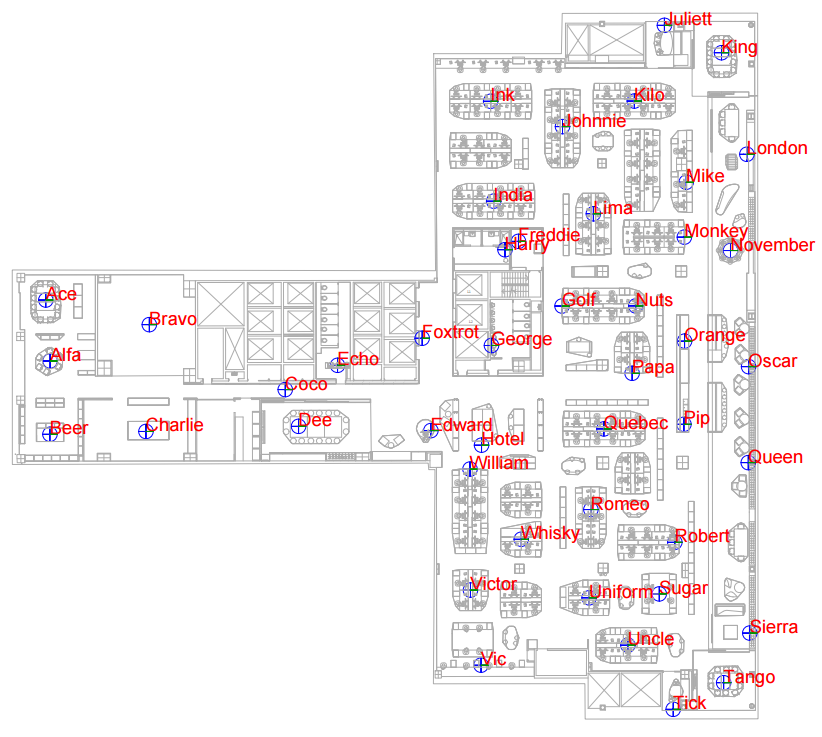 Juliett
King
Ink
Kilo
Johnnie
London
Mike
India
Lima
Monkey
Freddie
Harry
November
Ace
Golf
Nuts
Bravo
Foxtrot
George
Orange
Alfa
Echo
Papa
Oscar
Coco
Beer
Charlie
Dee
Edward
Quebec
Pip
Hotel
William
Queen
Romeo
Whisky
Robert
Victor
Uniform
Sugar
Sierra
Uncle
Vic
Tango
Tick